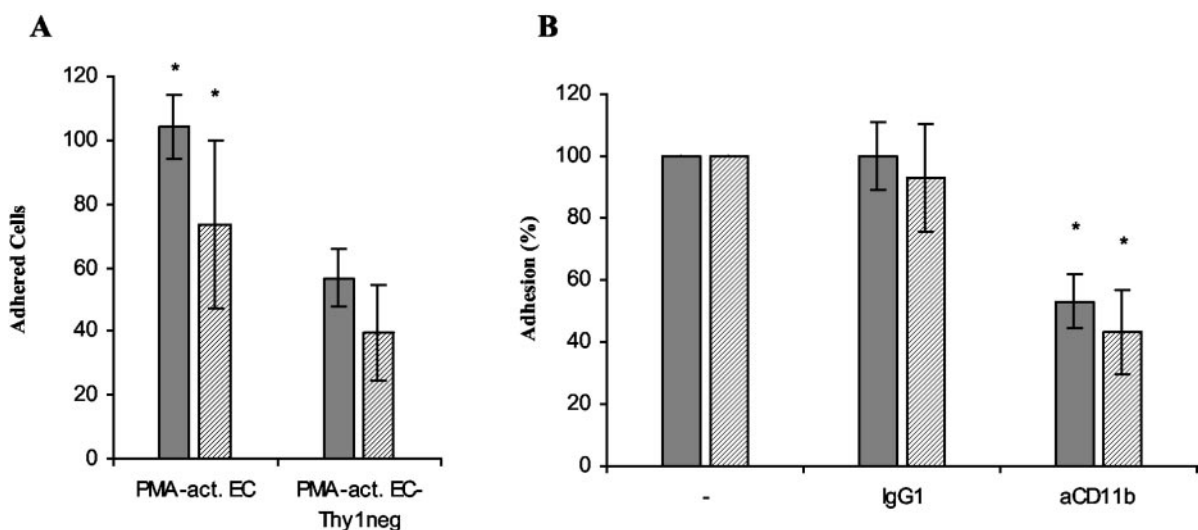 A
Adhered Cells
120
100
80
60
40
20
0
*
*
PMA-act. EC
PMA-act. EC-
Thy1neg
B
Adhesion (%)
120
100
80
60
40
20
0
*
*
-
IgG1
aCD11b